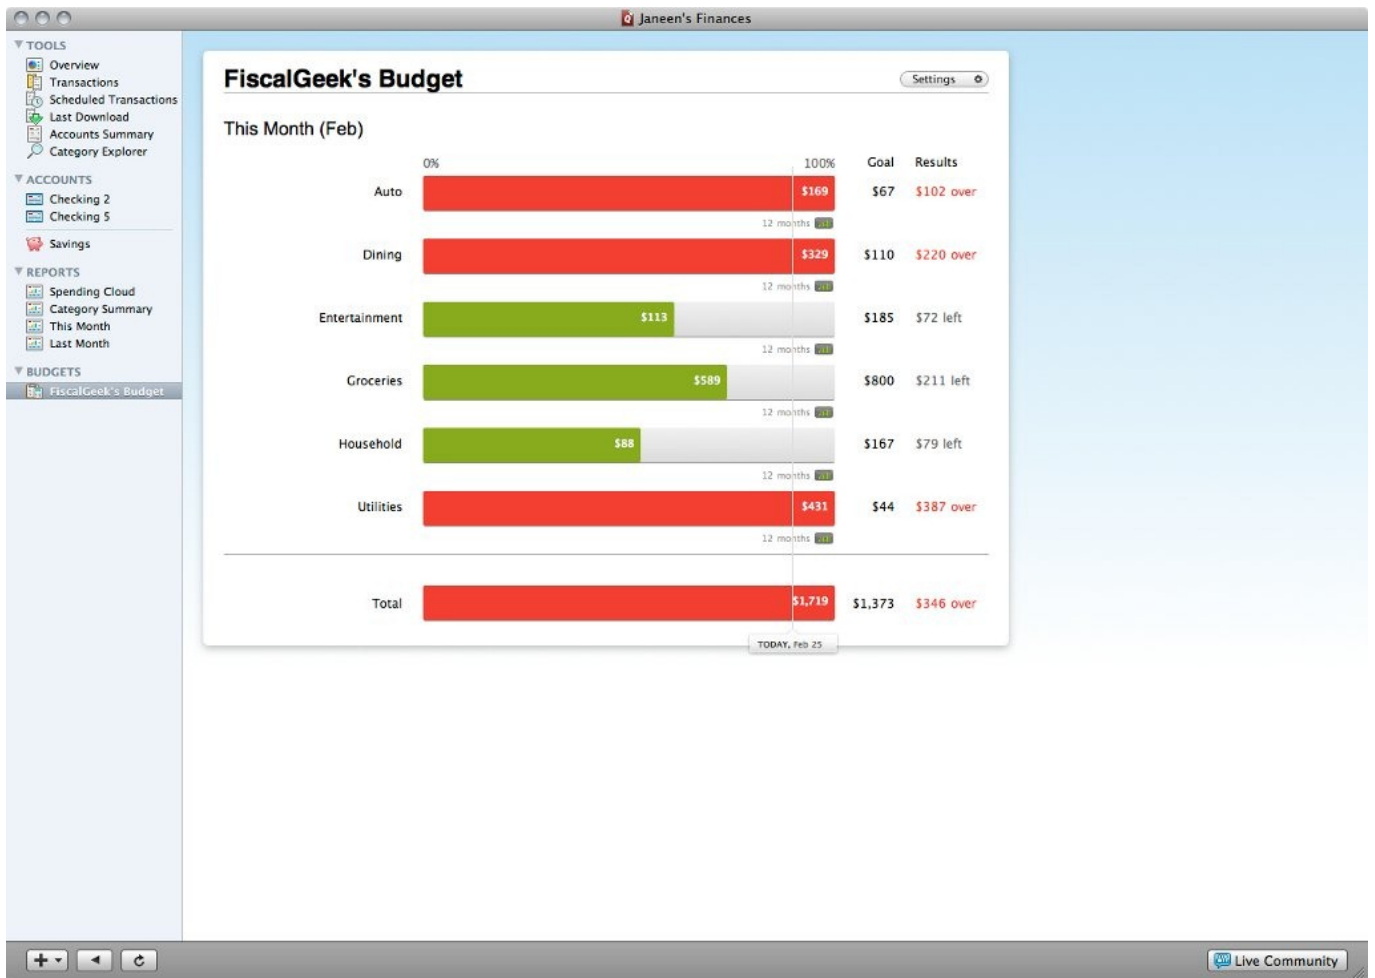 Janeen's Finances
TOOLS
Overview
Transactions
Scheduled Transactions
Last Download
Accounts Summary
Category Explorer
ACCOUNTS
Checking 2
Checking 5
Savings
REPORTS
Spending Cloud
Category Summary
This Month
Last Month
BUDGETS
FiscalGeek's Budget
FiscalGeek's Budget
Settings
This Month (Feb)
0% 100% Goal Results
Auto $169 $67 $102 over
12 months
Dining $329 $110 $220 over
12 months
Entertainment $113 $185 $72 left
12 months
Groceries $589 $800 $211 left
12 months
Household $88 $167 $79 left
12 months
Utilities $431 $44 $387 over
12 months
Total $1,719 $1,373 $346 over
TODAY, Feb 25
Live Community